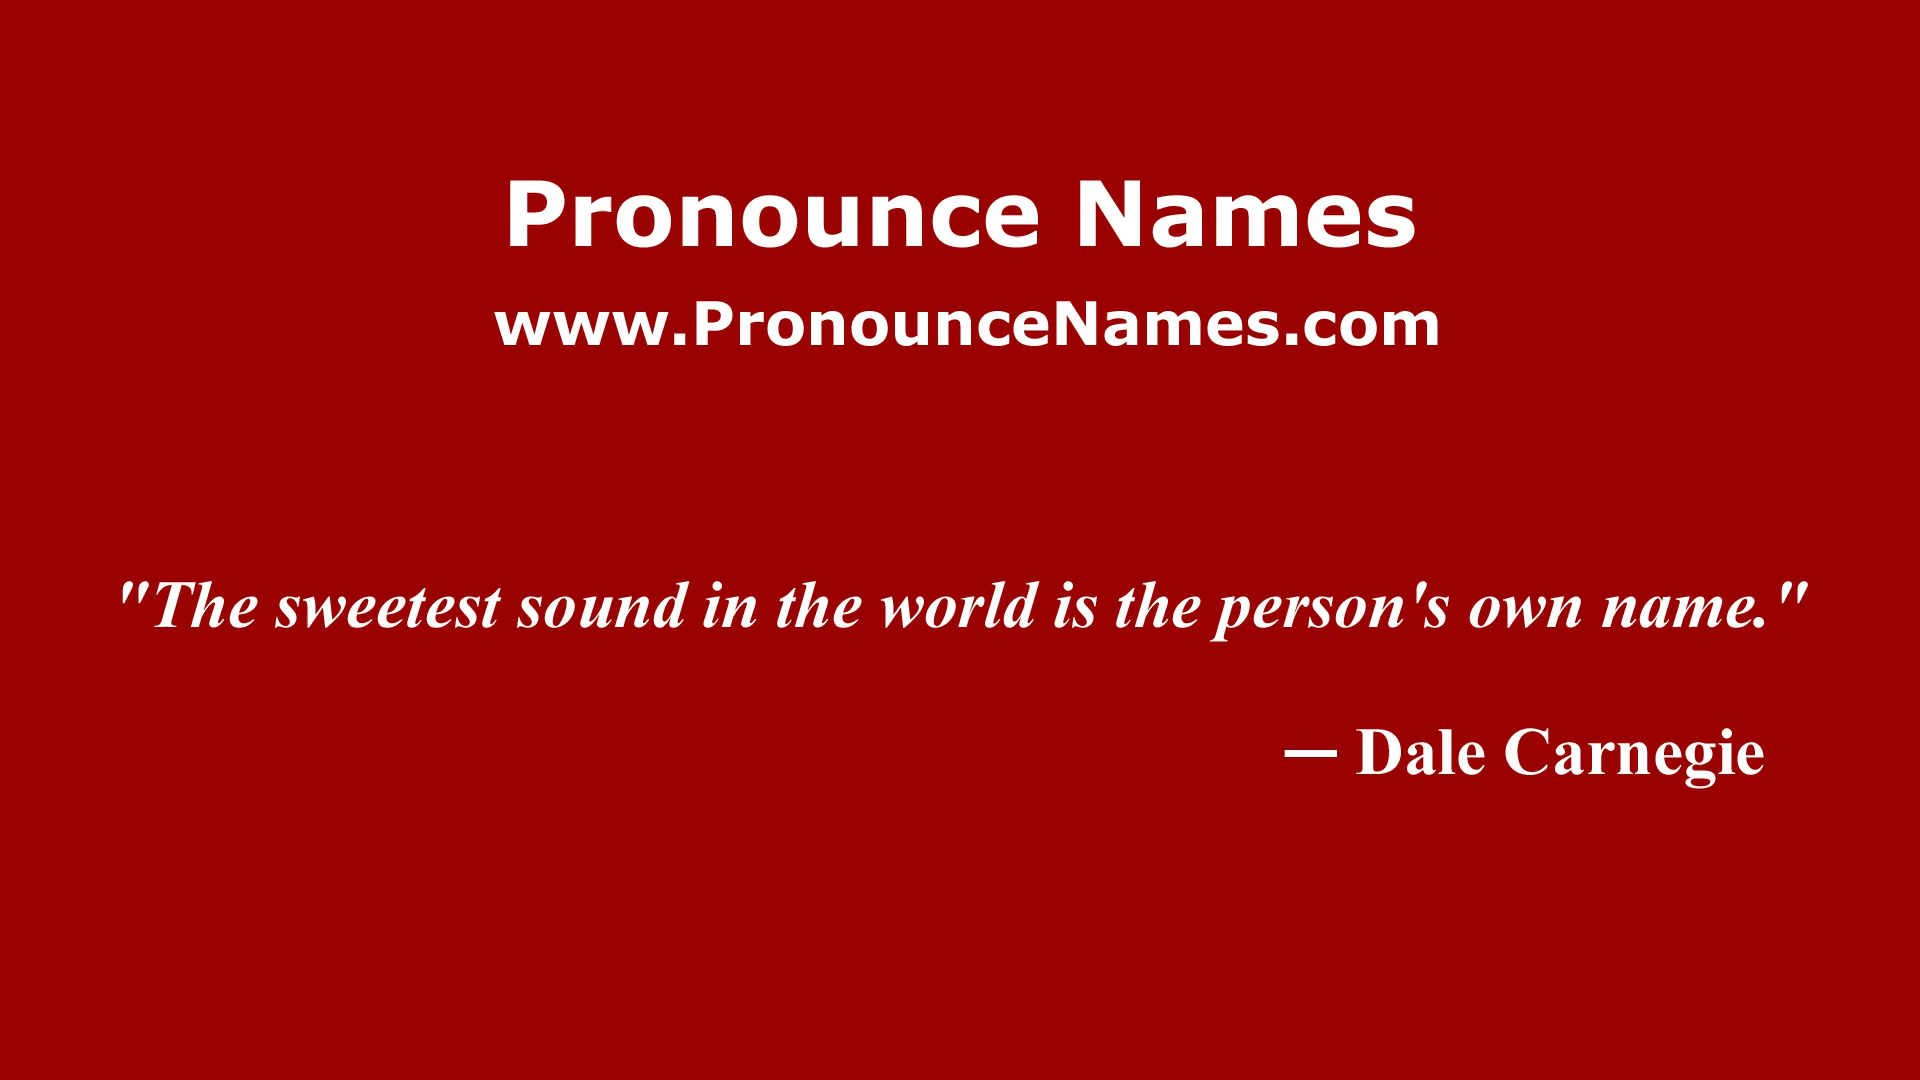 Pronounce Names
www.PronounceNames.com
"The sweetest sound in the world is the person's own name."
— Dale Carnegie